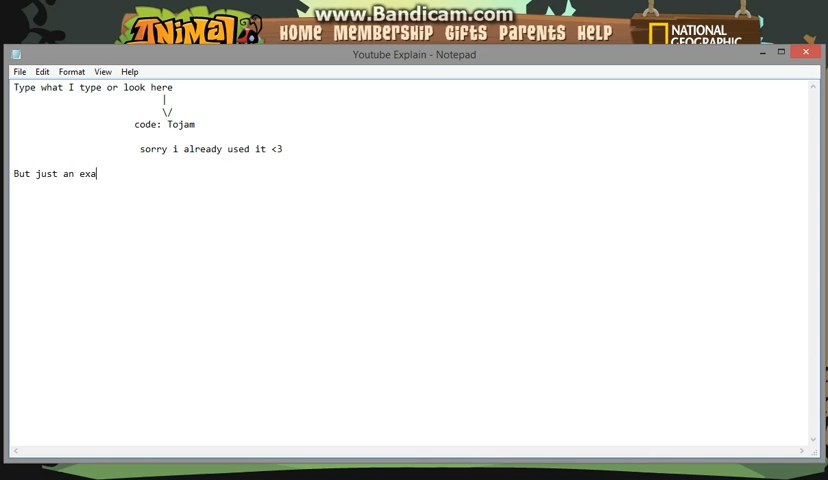 www.Bandicam.com
ANIMAL
HOME MEMBERSHIP GIFTS PARENTS HELP
NATIONAL
GEOGRAPHIC
Youtube Explain - Notepad
File Edit Format View Help
Type what I type or look here
|
\/
code: Tojam
sorry i already used it <3
But just an exa